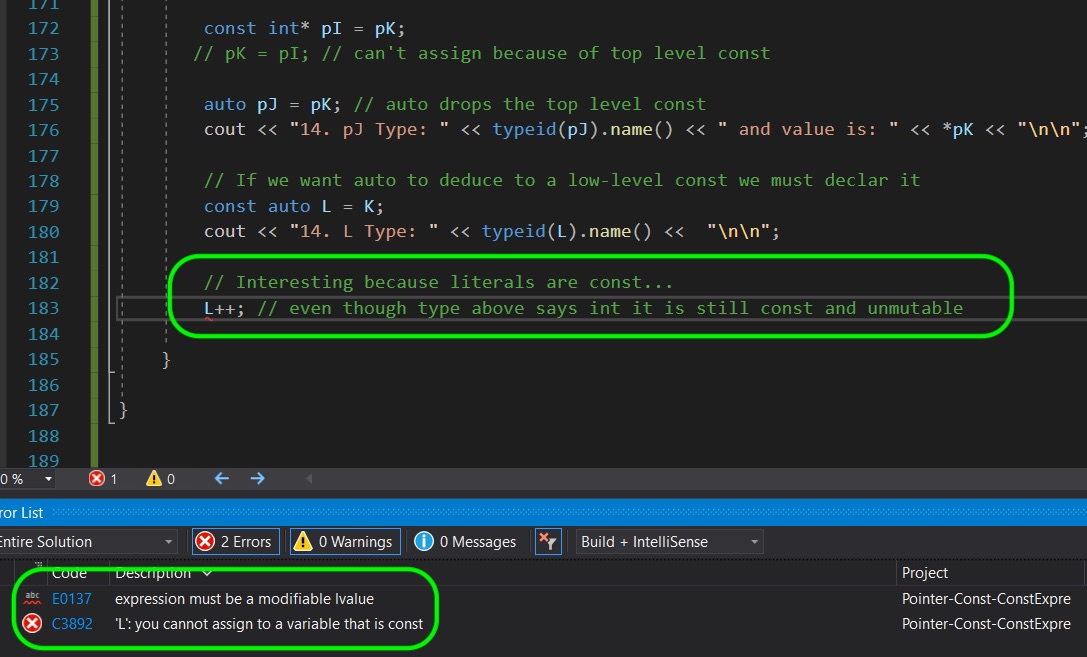 171
172 const int* pI = pK;
173 // pK = pI; // can't assign because of top level const
174
175 auto pJ = pK; // auto drops the top level const
176 cout << "14. pJ Type: " << typeid(pJ).name() << " and value is: " << *pK << "\n\n";
177
178 // If we want auto to deduce to a low-level const we must declar it
179 const auto L = K;
180 cout << "14. L Type: " << typeid(L).name() << "\n\n";
181
182 // Interesting because literals are const...
183 L++; // even though type above says int it is still const and unmutable
184
185 }
186
187 }
188
189
0 % 1 0
ror List
Entire Solution 2 Errors 0 Warnings 0 Messages Build + IntelliSense
Code Description Project
abc E0137 expression must be a modifiable lvalue Pointer-Const-ConstExpre
C3892 'L': you cannot assign to a variable that is const Pointer-Const-ConstExpre